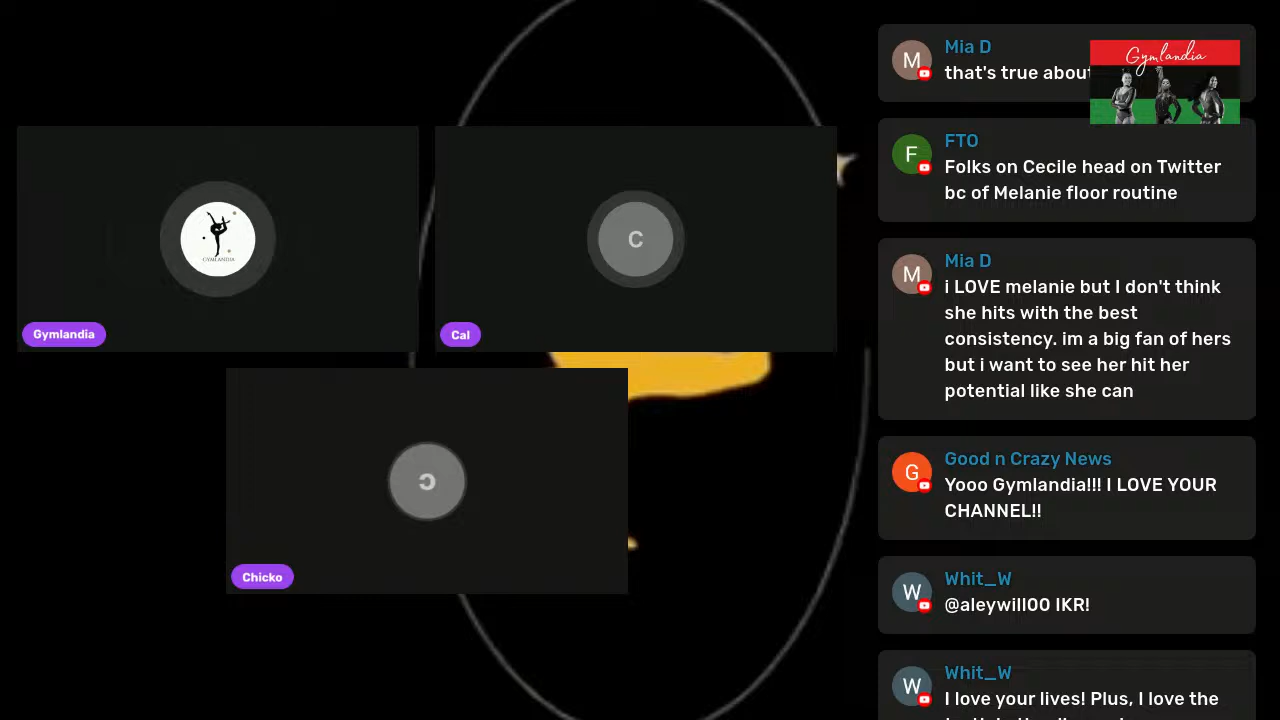 GYMLANDIA
Gymlandia
C
Cal
C
Chicko
M
Mia D
that's true about
Gymlandia
F
FTO
Folks on Cecile head on Twitter
bc of Melanie floor routine
M
Mia D
i LOVE melanie but I don't think
she hits with the best
consistency. im a big fan of hers
but i want to see her hit her
potential like she can
G
Good n Crazy News
Yooo Gymlandia!!! I LOVE YOUR
CHANNEL!!
W
Whit_W
@aleywill00 IKR!
W
Whit_W
I love your lives! Plus, I love the